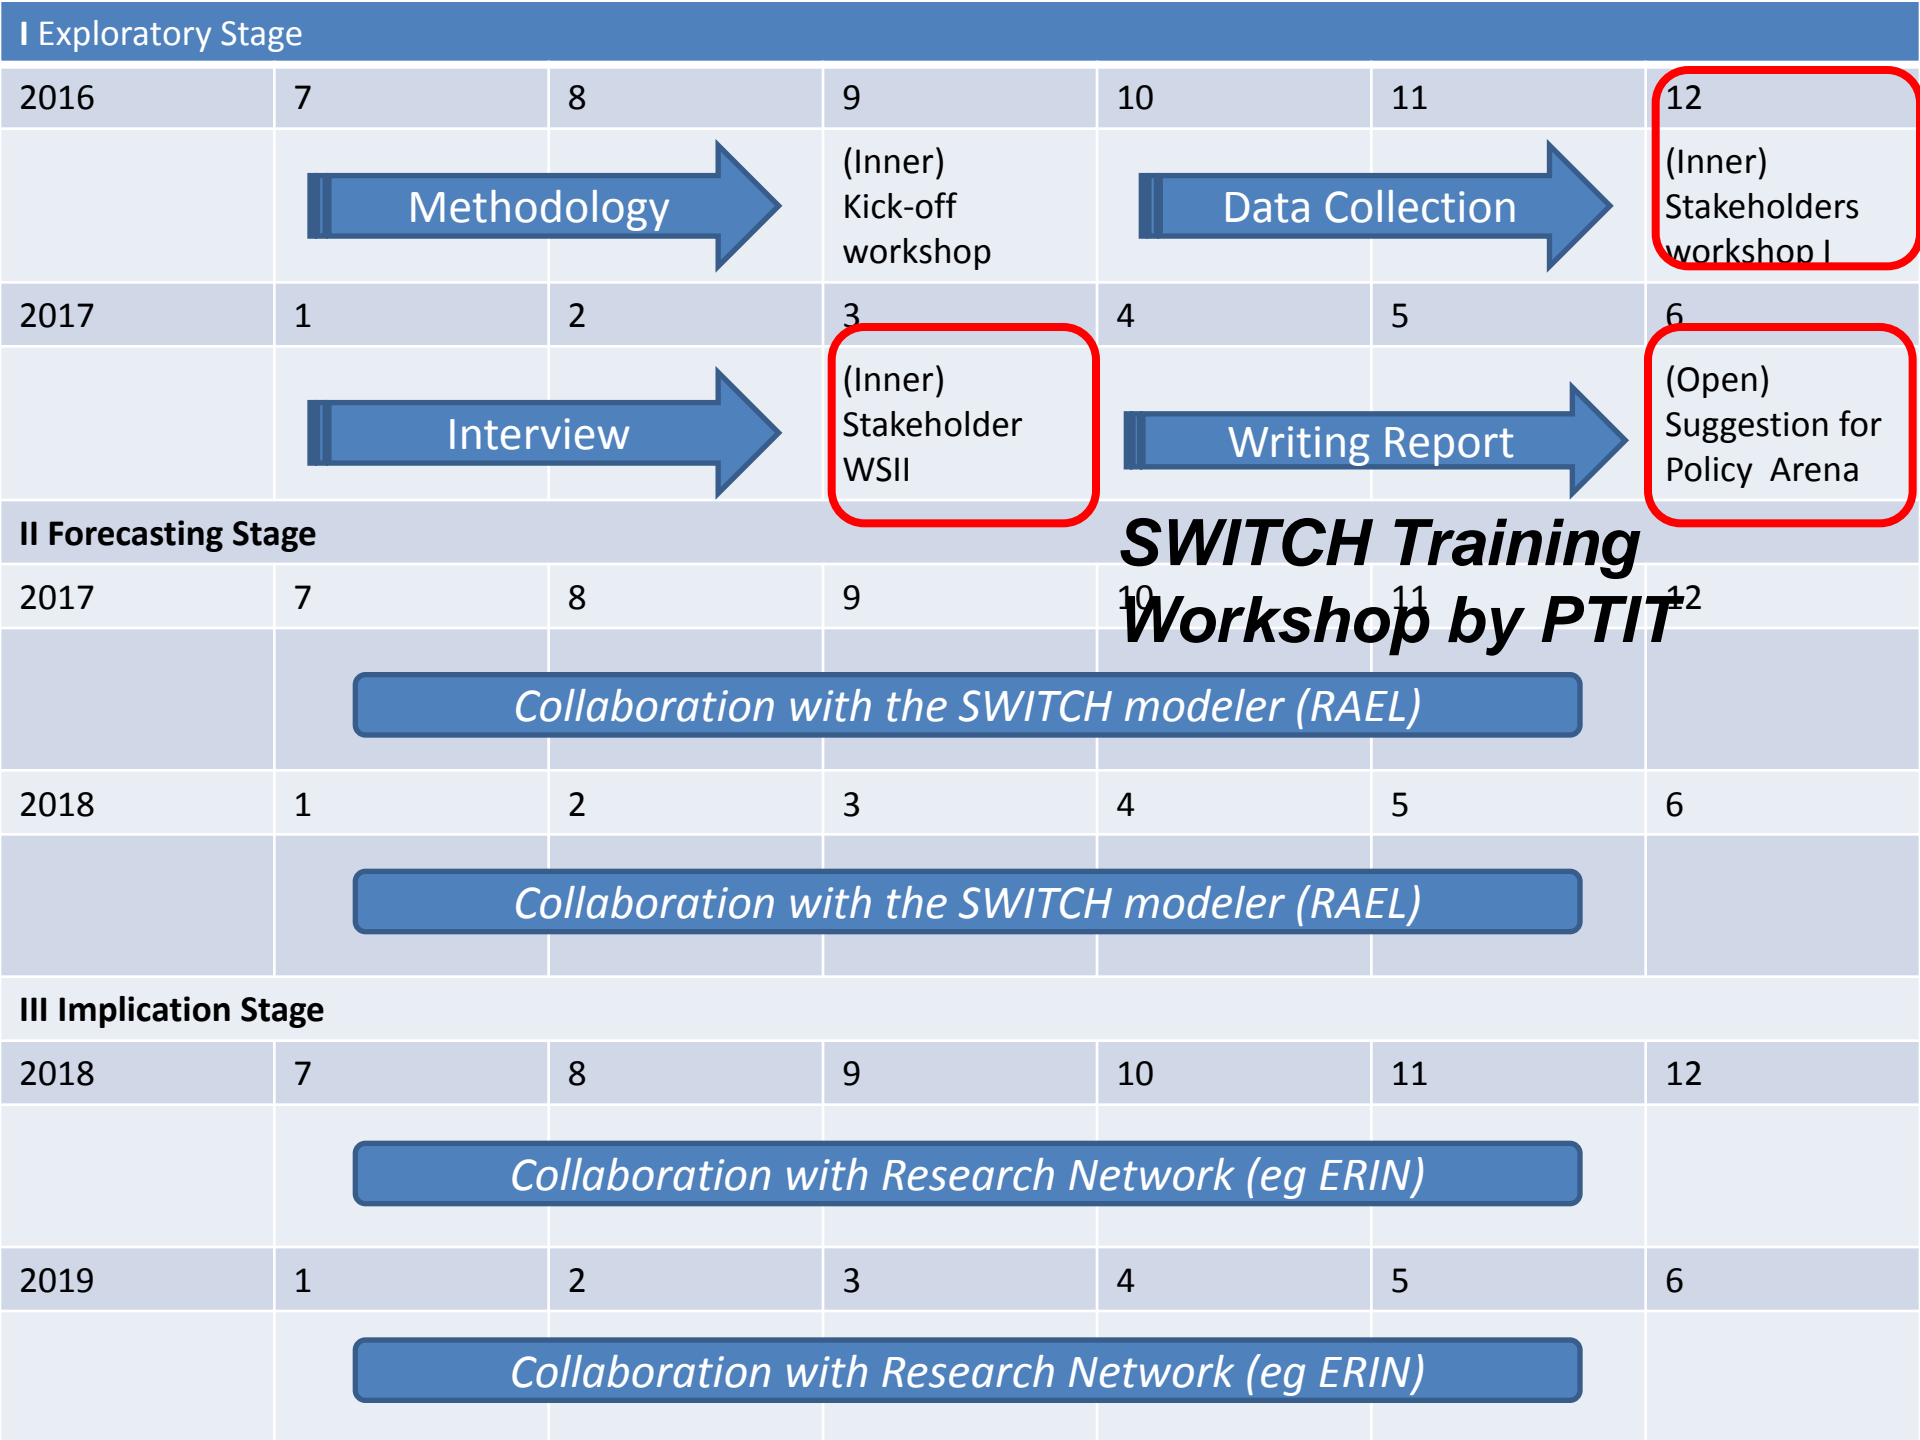 I Exploratory Stage
2016 7 8 9 10 11 12
Methodology
(Inner)
Kick-off
workshop
Data Collection
(Inner)
Stakeholders
workshop I
2017 1 2 3 4 5 6
Interview
(Inner)
Stakeholder
WSII
Writing Report
(Open)
Suggestion for
Policy Arena
II Forecasting Stage
SWITCH Training
Workshop by PTIT
2017 7 8 9 10 11 12
Collaboration with the SWITCH modeler (RAEL)
2018 1 2 3 4 5 6
Collaboration with the SWITCH modeler (RAEL)
III Implication Stage
2018 7 8 9 10 11 12
Collaboration with Research Network (eg ERIN)
2019 1 2 3 4 5 6
Collaboration with Research Network (eg ERIN)